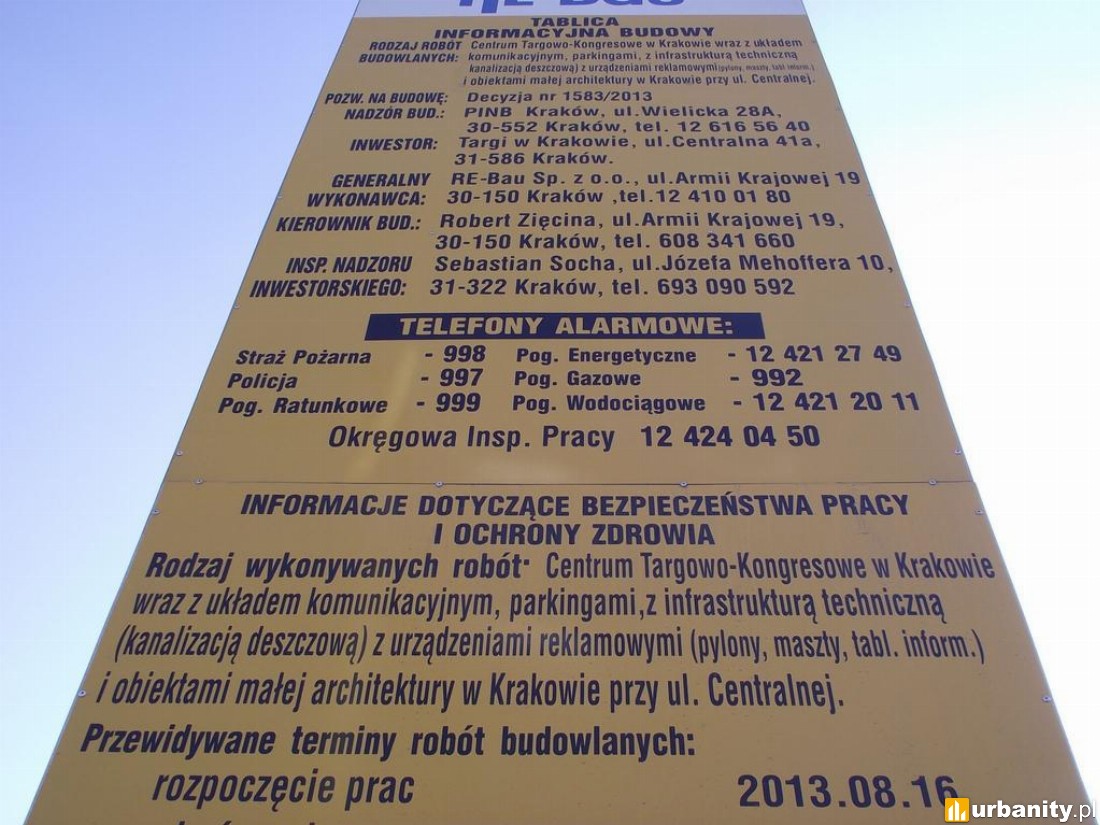 RE-Bau
TABLICA
INFORMACYJNA BUDOWY
RODZAJ ROBÓT Centrum Targowo-Kongresowe w Krakowie wraz z układem
BUDOWLANYCH: komunikacyjnym, parkingami, z infrastrukturą techniczną
kanalizacją deszczową) z urządzeniami reklamowymi (pylony, maszty, tabl inform.)
i obiektami małej architektury w Krakowie przy ul. Centralnej.
POZW. NA BUDOWĘ: Decyzja nr 1583/2013
NADZÓR BUD.: PINB Kraków, ul.Wielicka 28A,
30-552 Kraków, tel. 12 616 56 40
INWESTOR: Targi w Krakowie, ul.Centralna 41a,
31-586 Kraków.
GENERALNY RE-Bau Sp. z o.o., ul.Armii Krajowej 19
WYKONAWCA: 30-150 Kraków ,tel.12 410 01 80
KIEROWNIK BUD.: Robert Zięcina, ul.Armii Krajowej 19,
30-150 Kraków, tel. 608 341 660
INSP. NADZORU Sebastian Socha, ul.Józefa Mehoffera 10,
INWESTORSKIEGO: 31-322 Kraków, tel. 693 090 592
TELEFONY ALARMOWE:
Straż Pożarna - 998 Pog. Energetyczne - 12 421 27 49
Policja - 997 Pog. Gazowe - 992
Pog. Ratunkowe - 999 Pog. Wodociągowe - 12 421 20 11
Okręgowa Insp. Pracy 12 424 04 50
INFORMACJE DOTYCZĄCE BEZPIECZEŃSTWA PRACY
I OCHRONY ZDROWIA
Rodzaj wykonywanych robót: Centrum Targowo-Kongresowe w Krakowie
wraz z układem komunikacyjnym, parkingami,z infrastrukturą techniczną
(kanalizacją deszczową) z urządzeniami reklamowymi (pylony, maszty, tabl. inform.)
i obiektami małej architektury w Krakowie przy ul. Centralnej.
Przewidywane terminy robót budowlanych:
rozpoczęcie prac 2013.08.16
urbanity.pl